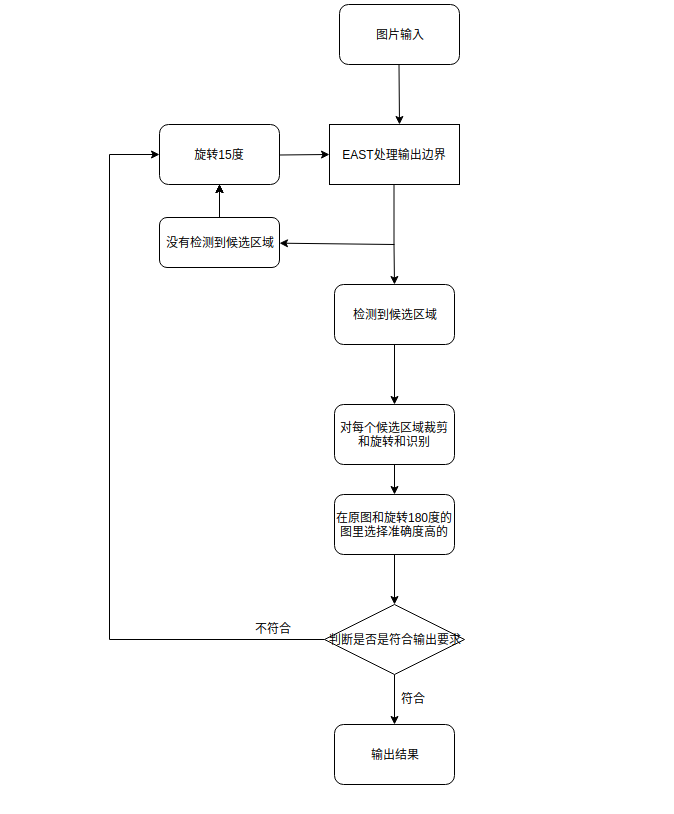 图片输入
旋转15度
EAST处理输出边界
没有检测到候选区域
检测到候选区域
对每个候选区域裁剪
和旋转和识别
在原图和旋转180度的
图里选择准确度高的
不符合
判断是否是符合输出要求
符合
输出结果